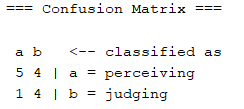 === Confusion Matrix ===
a b <-- classified as
5 4 | a = perceiving
1 4 | b = judging